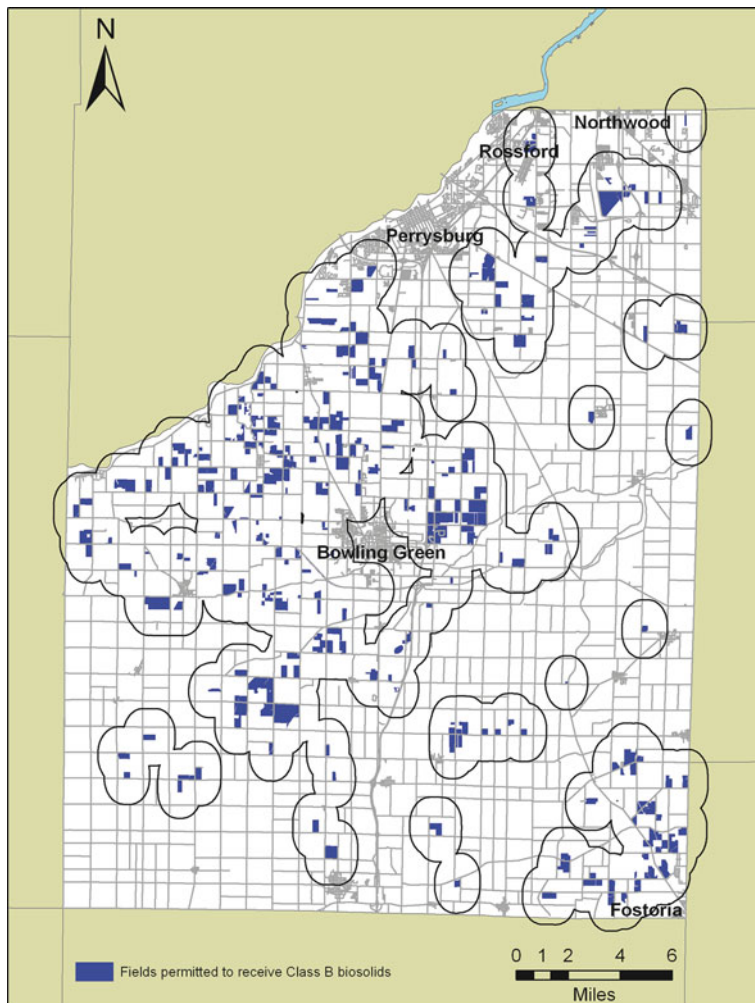 N
Northwood
Rossford
Perrysburg
Bowling Green
Fostoria
Fields permitted to receive Class B biosolids
0 1 2 4 6
Miles